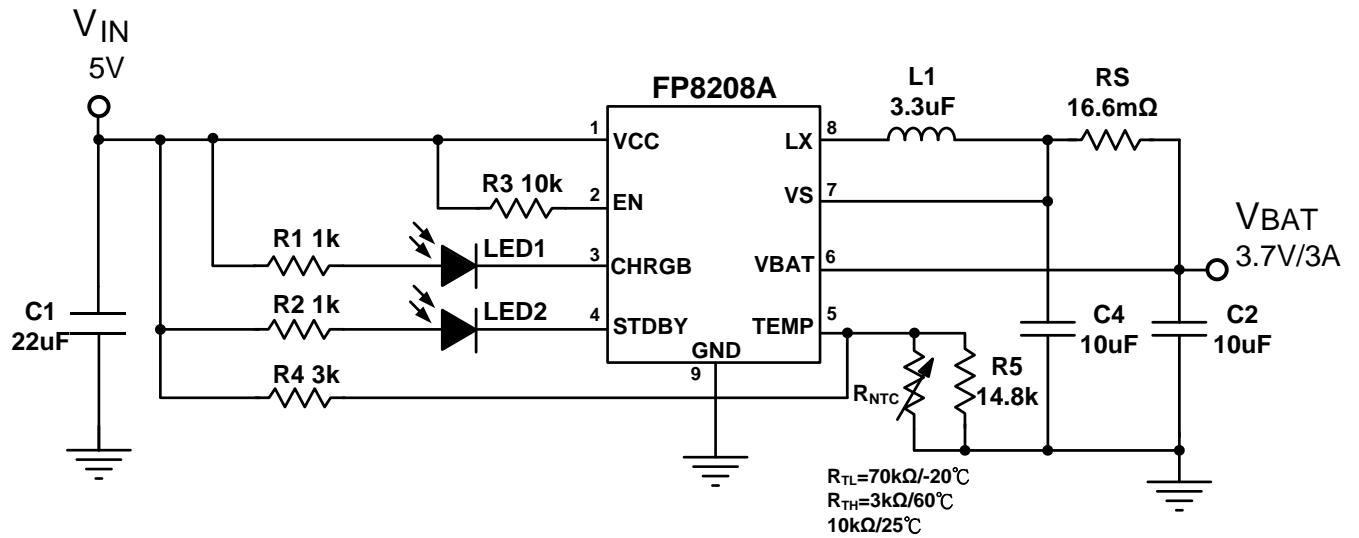 VIN
5V
FP8208A
L1
3.3uF
RS
16.6mΩ
1
VCC
LX
8
R3 10k
2
EN
VS
7
R1 1k
LED1
3
CHRGB
VBAT
6
VBAT
3.7V/3A
C1
22uF
R2 1k
LED2
4
STDBY
TEMP
5
GND
9
C4
10uF
C2
10uF
R4 3k
RNTC
R5
14.8k
RTL=70kΩ/-20℃
RTH=3kΩ/60℃
10kΩ/25℃